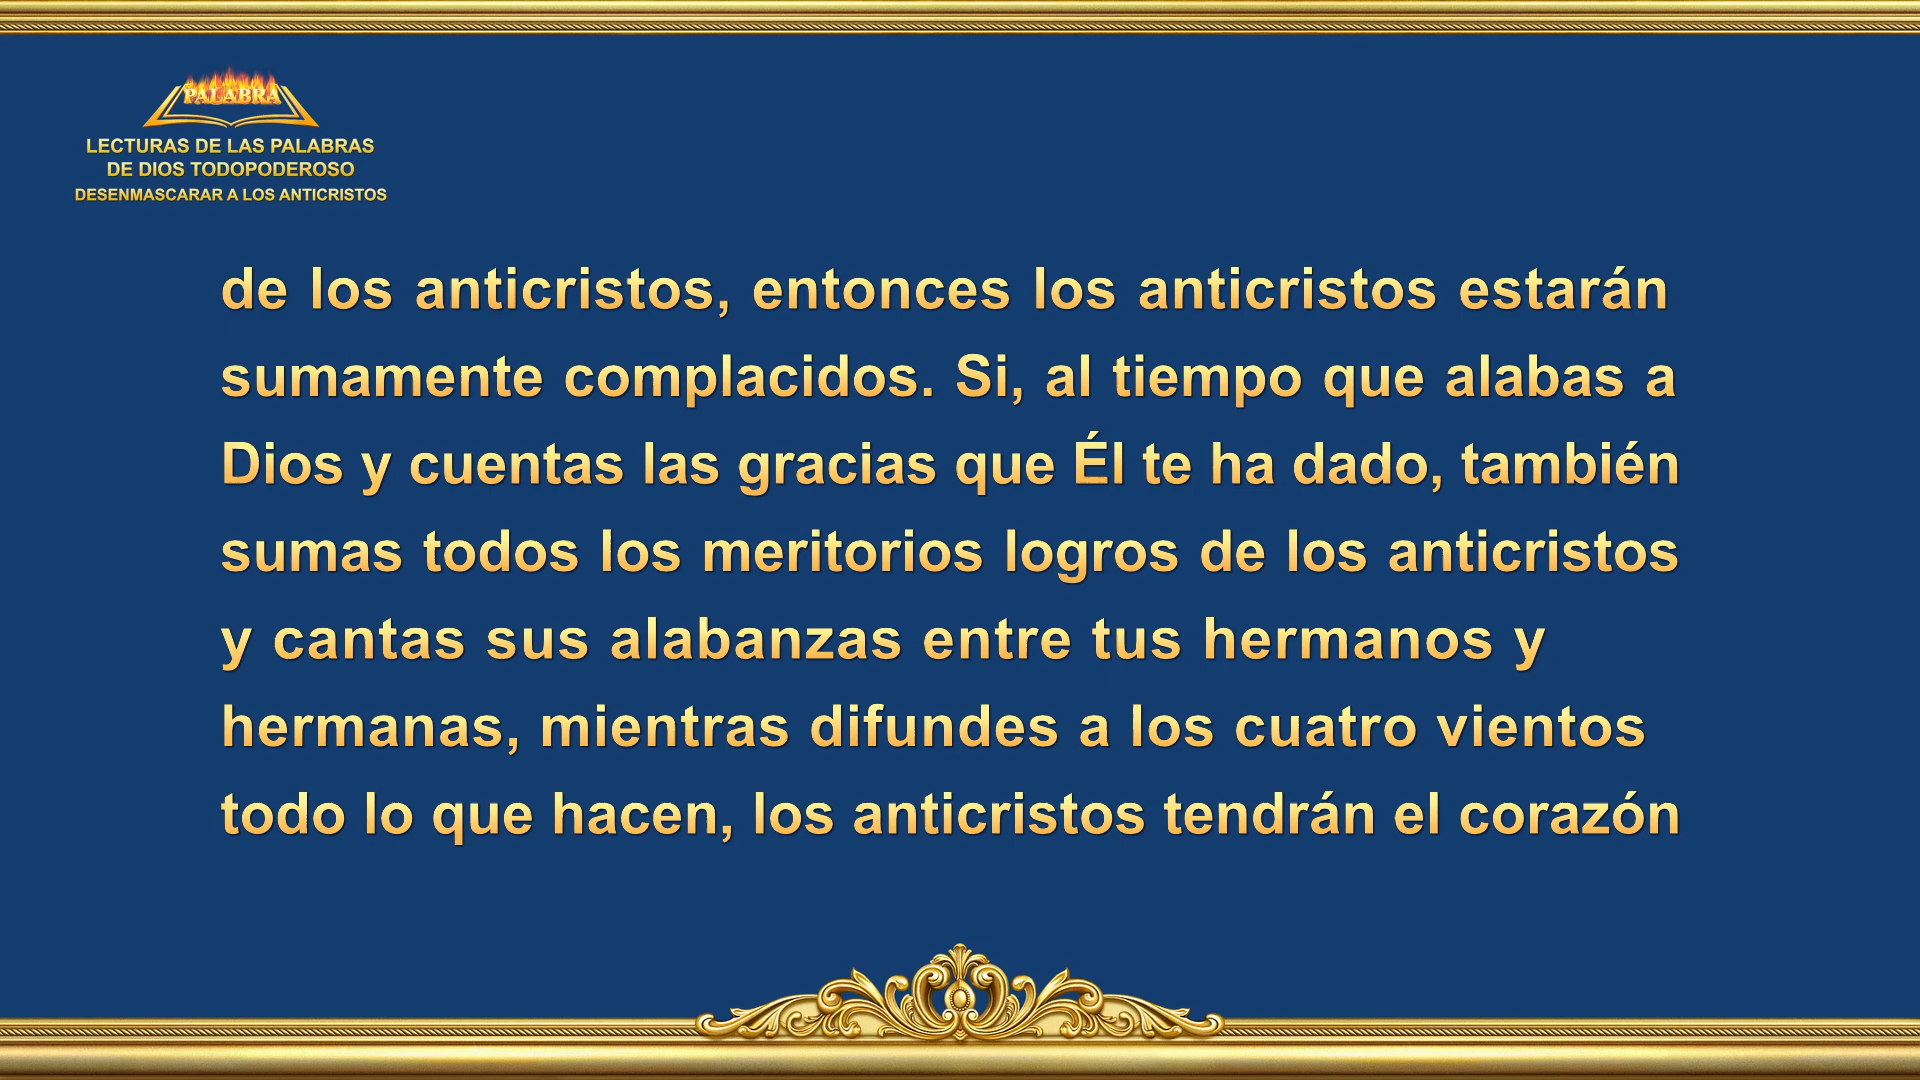 PALABRA
LECTURAS DE LAS PALABRAS
DE DIOS TODOPODEROSO
DESENMASCARAR A LOS ANTICRISTOS
de los anticristos, entonces los anticristos estarán
sumamente complacidos. Si, al tiempo que alabas a
Dios y cuentas las gracias que Él te ha dado, también
sumas todos los meritorios logros de los anticristos
y cantas sus alabanzas entre tus hermanos y
hermanas, mientras difundes a los cuatro vientos
todo lo que hacen, los anticristos tendrán el corazón